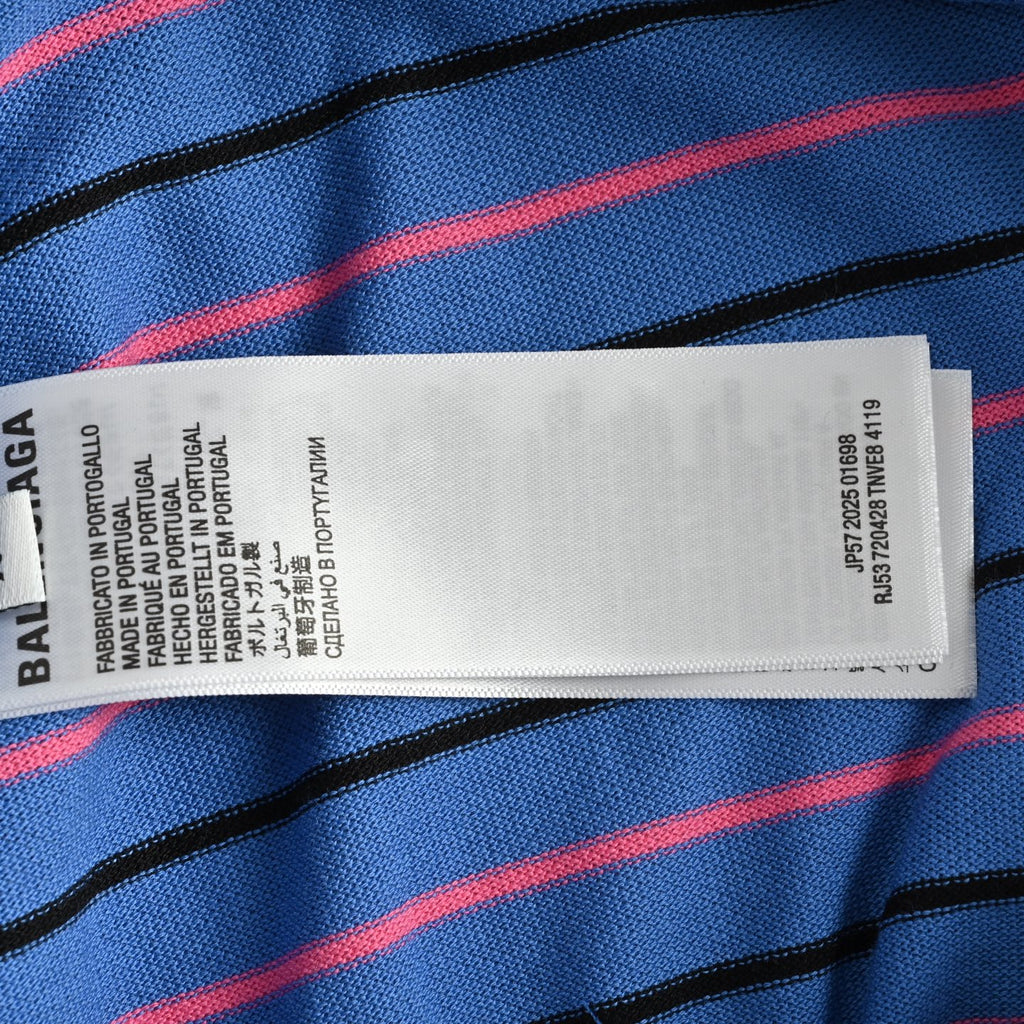 BALENCIAGA
FABBRICATO IN PORTOGALLO
MADE IN PORTUGAL
FABRIQUÉ AU PORTUGAL
HECHO EN PORTUGAL
HERGESTELLT IN PORTUGAL
FABRICADO EM PORTUGAL
ポルトガル製
صنع في البرتغال
葡萄牙制造
СДЕЛАНО В ПОРТУГАЛИИ
JP57 2025 01698
RJ53 720428 TNVE8 4119